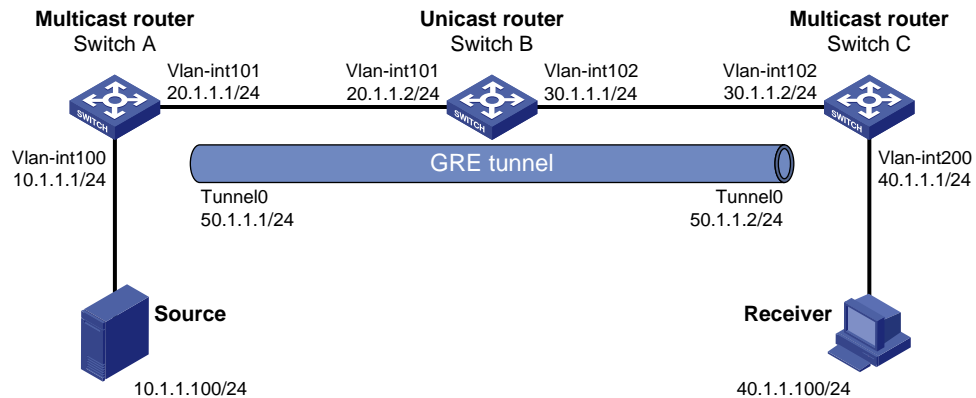 Multicast router
Switch A
Unicast router
Switch B
Multicast router
Switch C
Vlan-int101
20.1.1.1/24
Vlan-int101
20.1.1.2/24
Vlan-int102
30.1.1.1/24
Vlan-int102
30.1.1.2/24
SWITCH
SWITCH
SWITCH
Vlan-int100
10.1.1.1/24
GRE tunnel
Vlan-int200
40.1.1.1/24
Tunnel0
50.1.1.1/24
Tunnel0
50.1.1.2/24
Source
Receiver
10.1.1.100/24
40.1.1.100/24